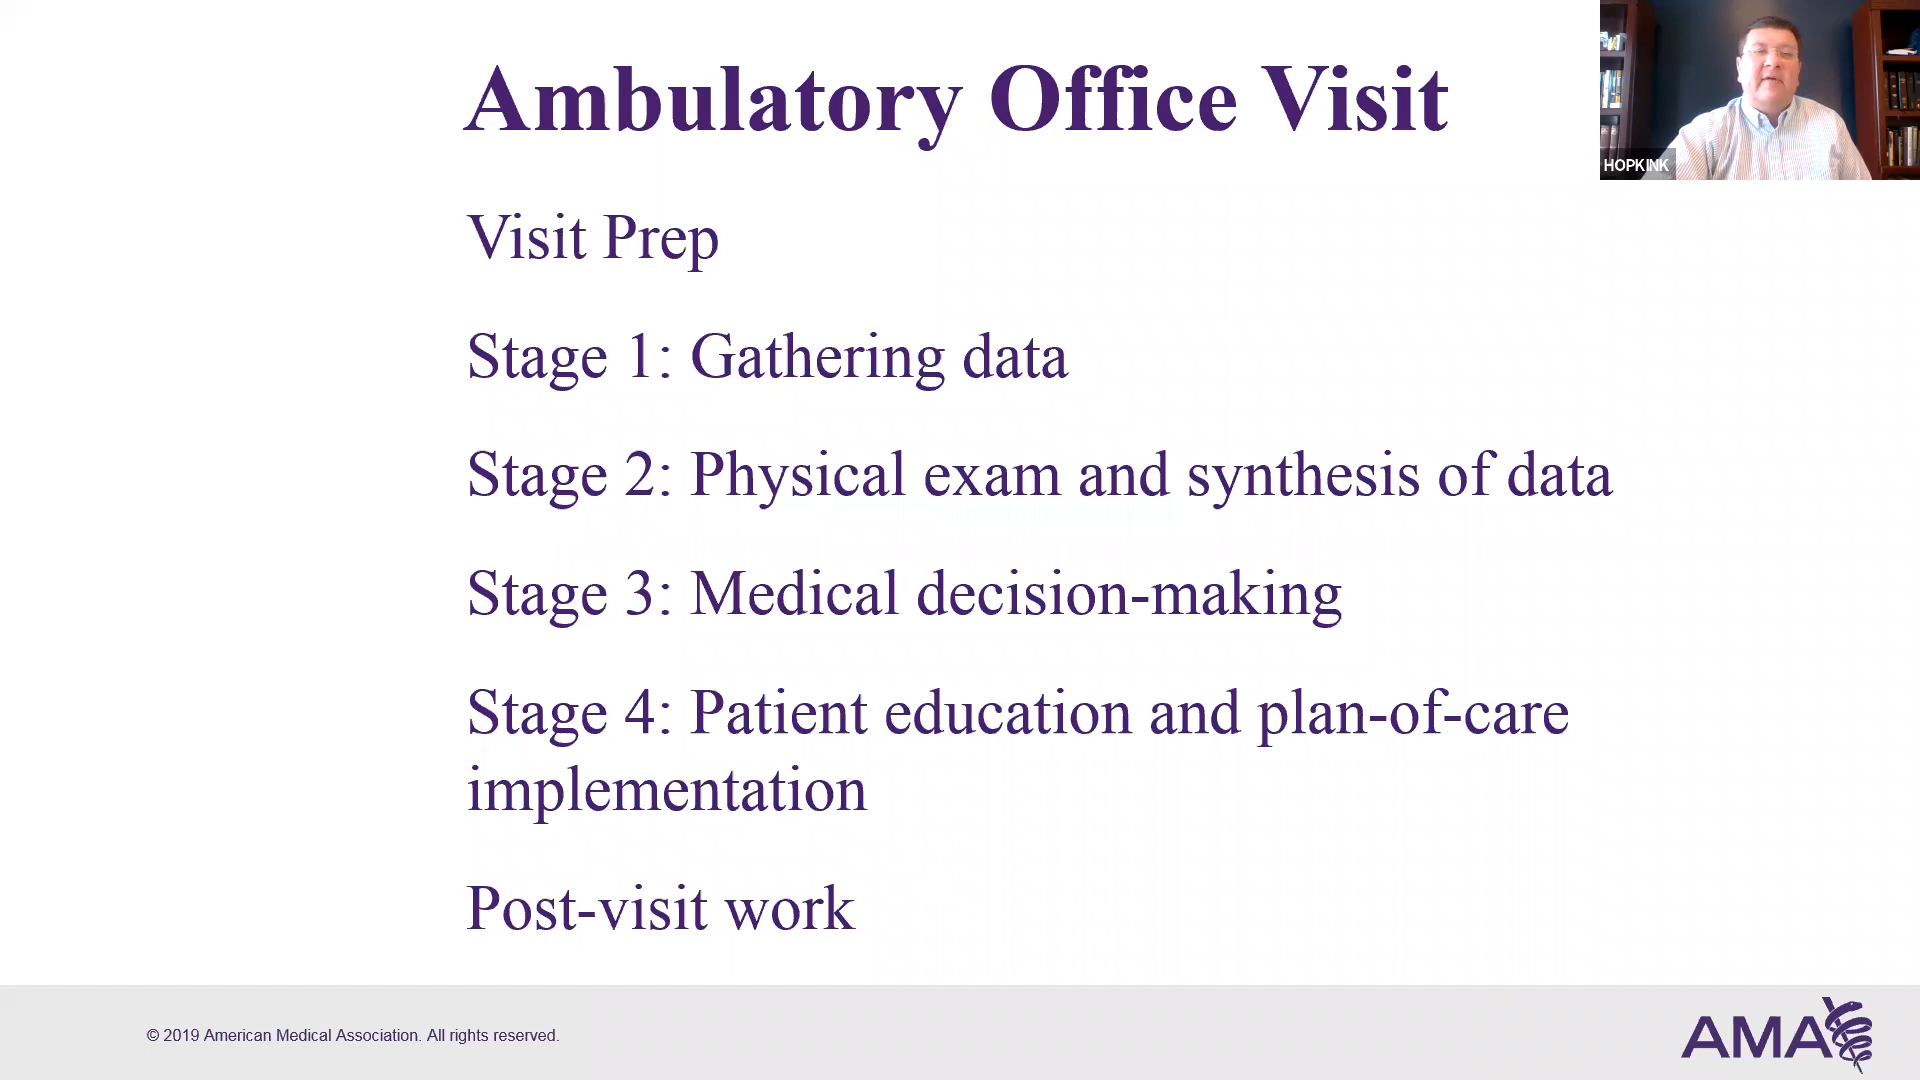 Ambulatory Office Visit
HOPKINK
Visit Prep
Stage 1: Gathering data
Stage 2: Physical exam and synthesis of data
Stage 3: Medical decision-making
Stage 4: Patient education and plan-of-care
implementation
Post-visit work
© 2019 American Medical Association. All rights reserved.
AMA